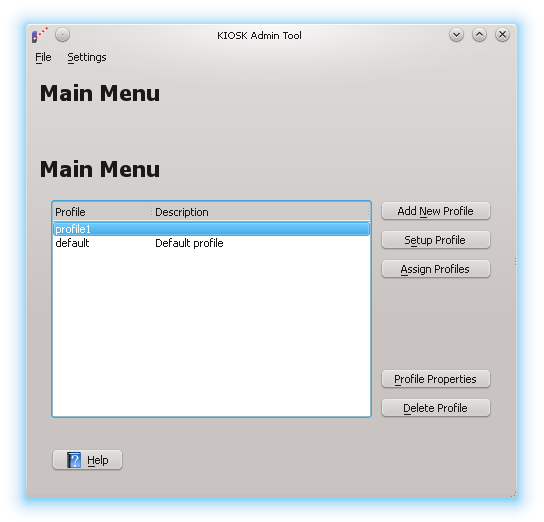 KIOSK Admin Tool
File Settings
Main Menu
Main Menu
Profile Description
profile1
default Default profile
Add New Profile
Setup Profile
Assign Profiles
Profile Properties
Delete Profile
Help